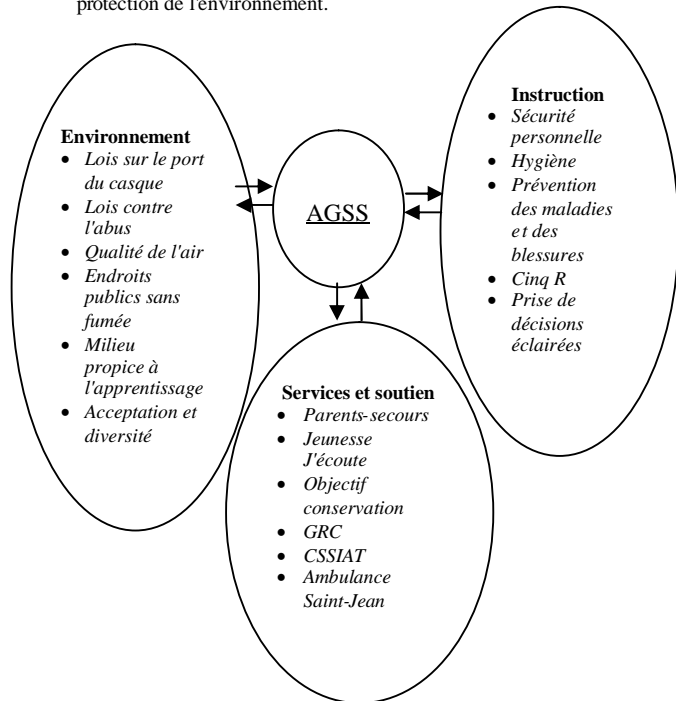 protection de l'environnement.
Environnement
• Lois sur le port
du casque
• Lois contre
l'abus
• Qualité de l'air
• Endroits
publics sans
fumée
• Milieu
propice à
l'apprentissage
• Acceptation et
diversité
AGSS
Instruction
• Sécurité
personnelle
• Hygiène
• Prévention
des maladies
et des
blessures
• Cinq R
• Prise de
décisions
éclairées
Services et soutien
• Parents-secours
• Jeunesse
J'écoute
• Objectif
conservation
• GRC
• CSSIAT
• Ambulance
Saint-Jean